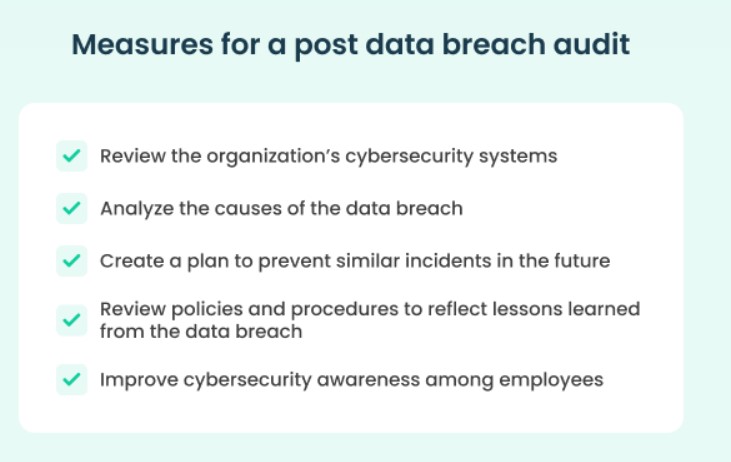 Measures for a post data breach audit
Review the organization’s cybersecurity systems
Analyze the causes of the data breach
Create a plan to prevent similar incidents in the future
Review policies and procedures to reflect lessons learned
from the data breach
Improve cybersecurity awareness among employees